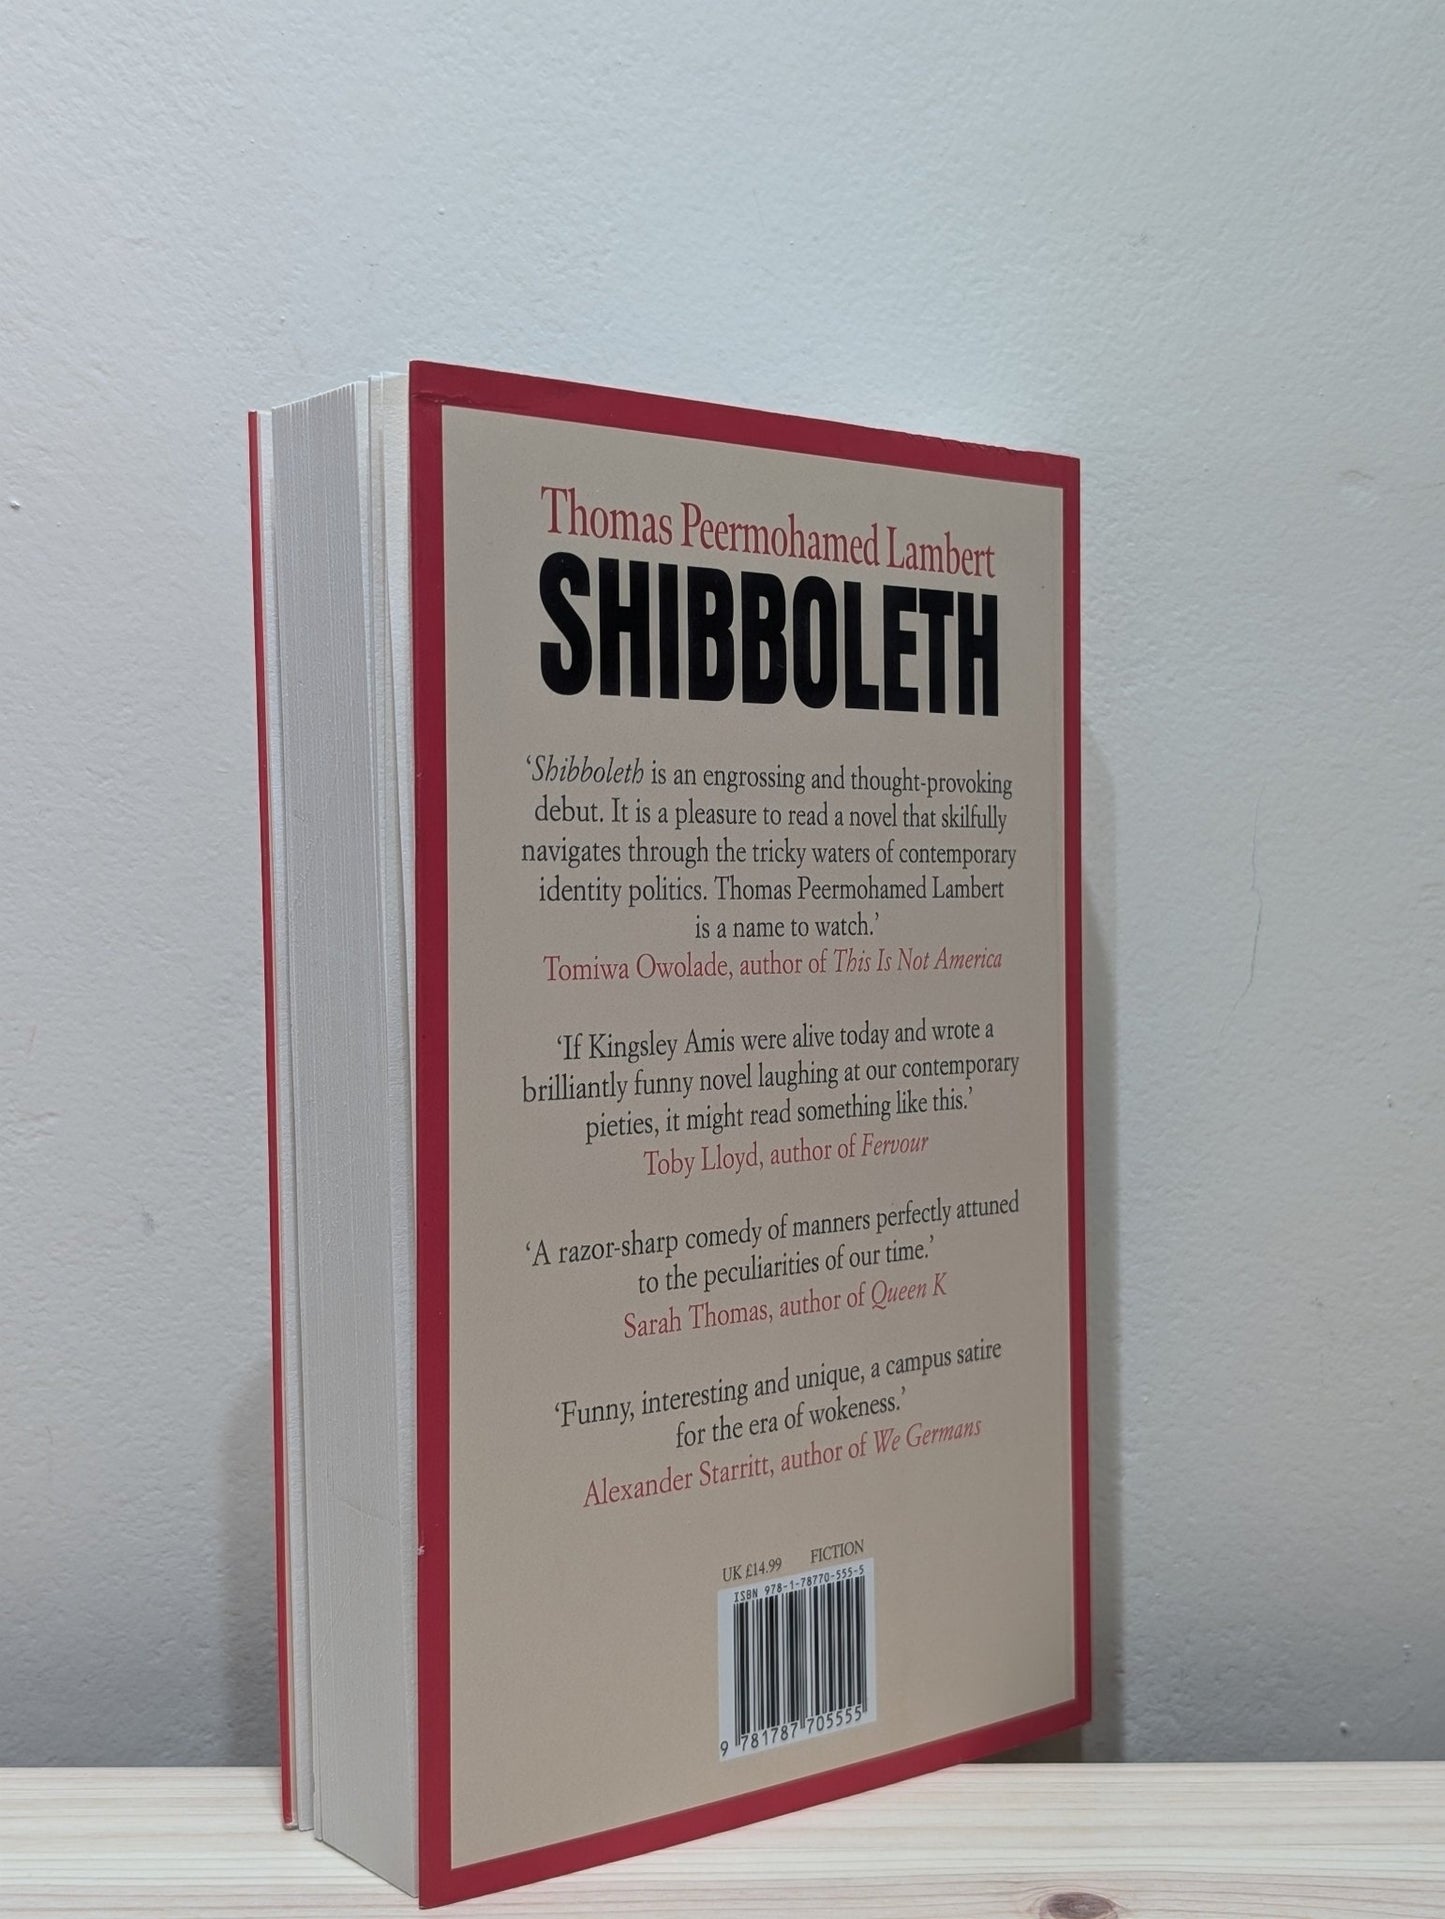 Thomas Peermohamed Lambert
SHIBBOLETH
‘Shibboleth is an engrossing and thought-provoking
debut. It is a pleasure to read a novel that skilfully
navigates through the tricky waters of contemporary
identity politics. Thomas Peermohamed Lambert
is a name to watch.’
Tomiwa Owolade, author of This Is Not America
‘If Kingsley Amis were alive today and wrote a
brilliantly funny novel laughing at our contemporary
pieties, it might read something like this.’
Toby Lloyd, author of Fervour
‘A razor-sharp comedy of manners perfectly attuned
to the peculiarities of our time.’
Sarah Thomas, author of Queen K
‘Funny, interesting and unique, a campus satire
for the era of wokeness.’
Alexander Starritt, author of We Germans
UK £14.99 FICTION
ISBN 978-1-78770-555-5
9 781787 705555